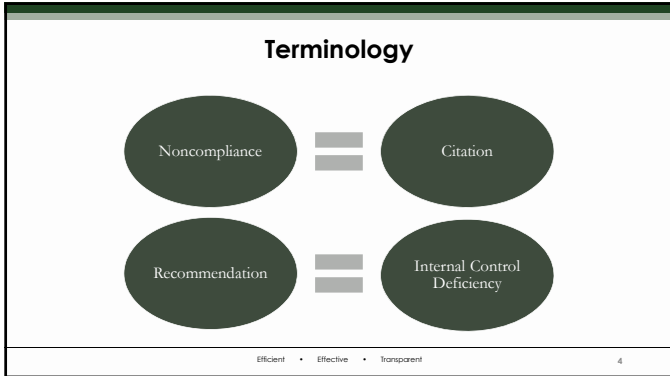 Terminology
Noncompliance
Citation
Recommendation
Internal Control
Deficiency
Efficient • Effective • Transparent
4